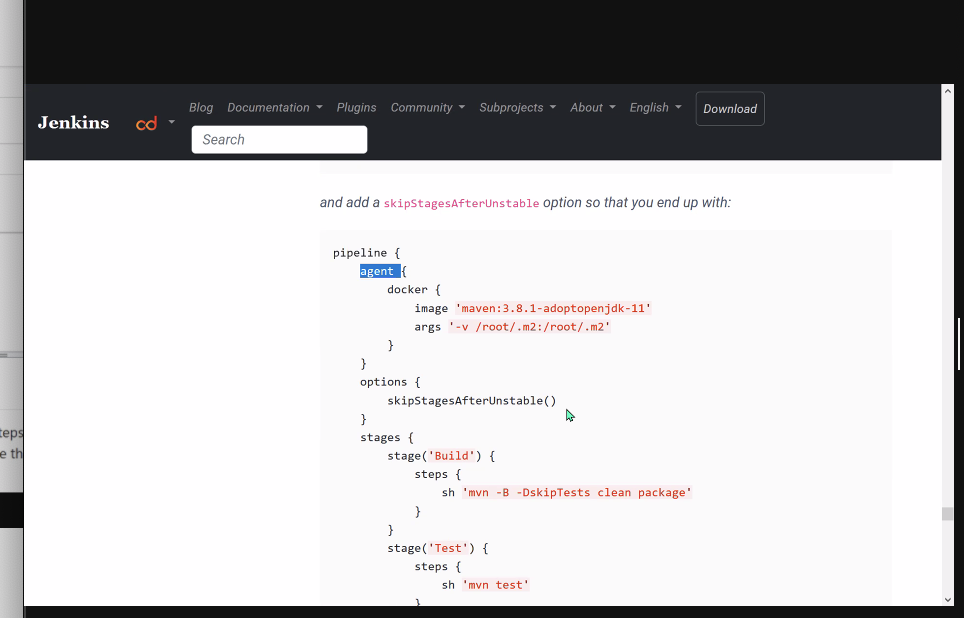 Blog Documentation Plugins Community Subprojects About English Download
Jenkins cd
Search
and add a skipStagesAfterUnstable option so that you end up with:
pipeline {
agent {
docker {
image 'maven:3.8.1-adoptopenjdk-11'
args '-v /root/.m2:/root/.m2'
}
}
options {
skipStagesAfterUnstable()
}
teps
stages {
e th
stage('Build') {
steps {
sh 'mvn -B -DskipTests clean package'
}
}
stage('Test') {
steps {
sh 'mvn test'
}